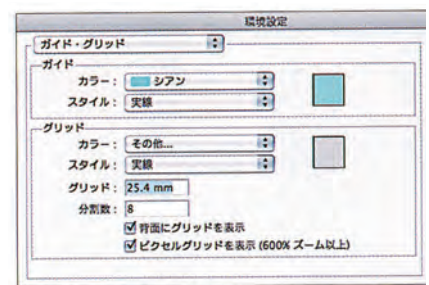 環境設定
ガイド・グリッド
ガイド
カラー： シアン
スタイル： 実線
グリッド
カラー： その他...
スタイル： 実線
グリッド： 25.4 mm
分割数： 8
背面にグリッドを表示
ピクセルグリッドを表示 (600% ズーム以上)